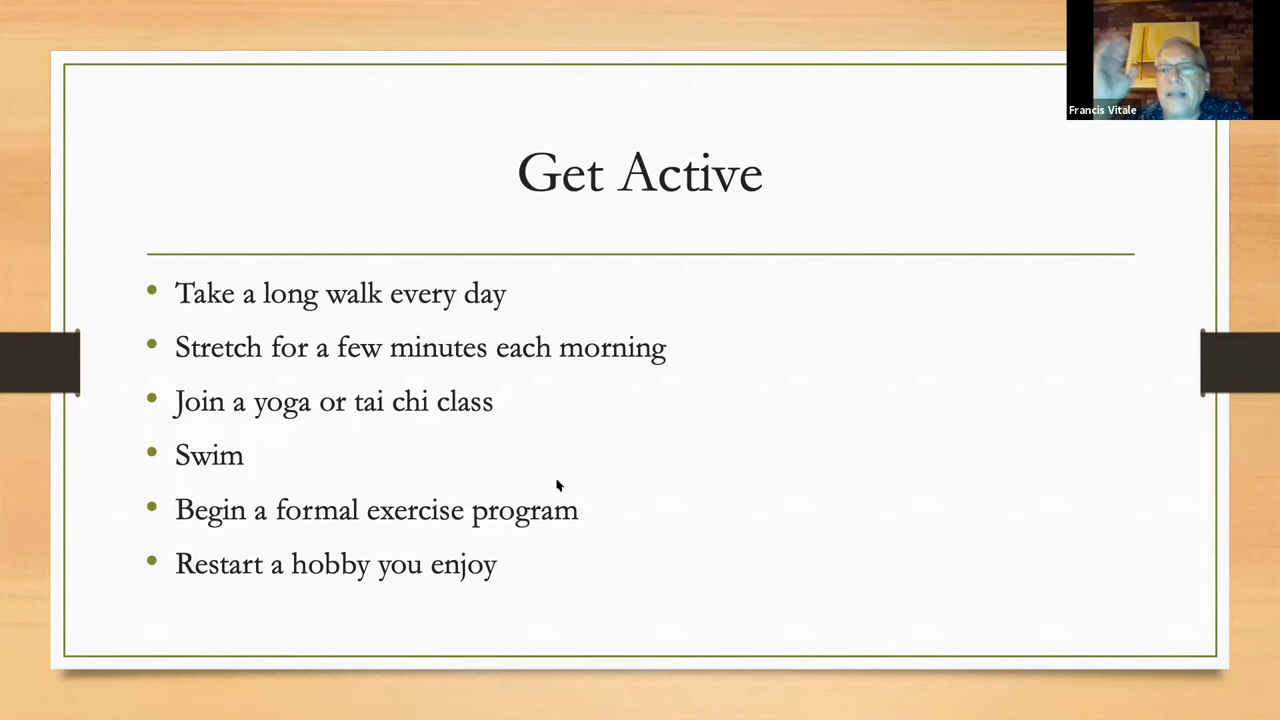 Francis Vitale
Get Active
• Take a long walk every day
• Stretch for a few minutes each morning
• Join a yoga or tai chi class
• Swim
• Begin a formal exercise program
• Restart a hobby you enjoy